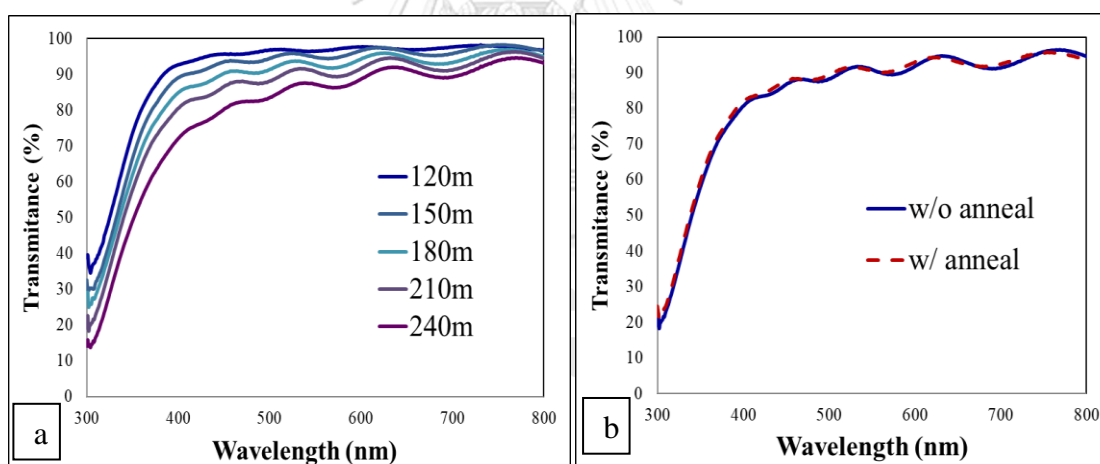 100
90
80
70
60
50
40
30
20
10
0
Transmitance (%)
120m
150m
180m
210m
240m
300 400 500 600 700 800
Wavelength (nm)
a
100
90
80
70
60
50
40
30
20
10
0
Transmitance (%)
w/o anneal
w/ anneal
300 400 500 600 700 800
Wavelength (nm)
b